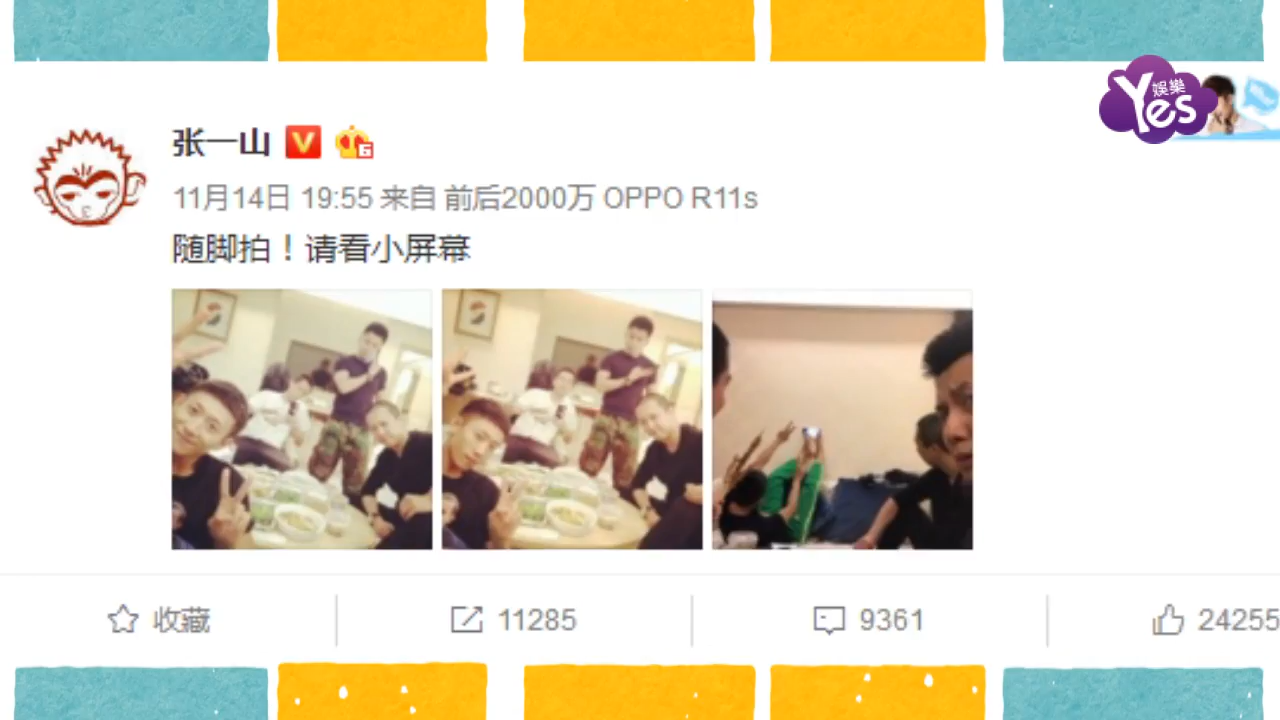 Yes 娛樂
张一山
11月14日 19:55 来自 前后2000万 OPPO R11s
随脚拍！请看小屏幕
收藏
11285
9361
24255